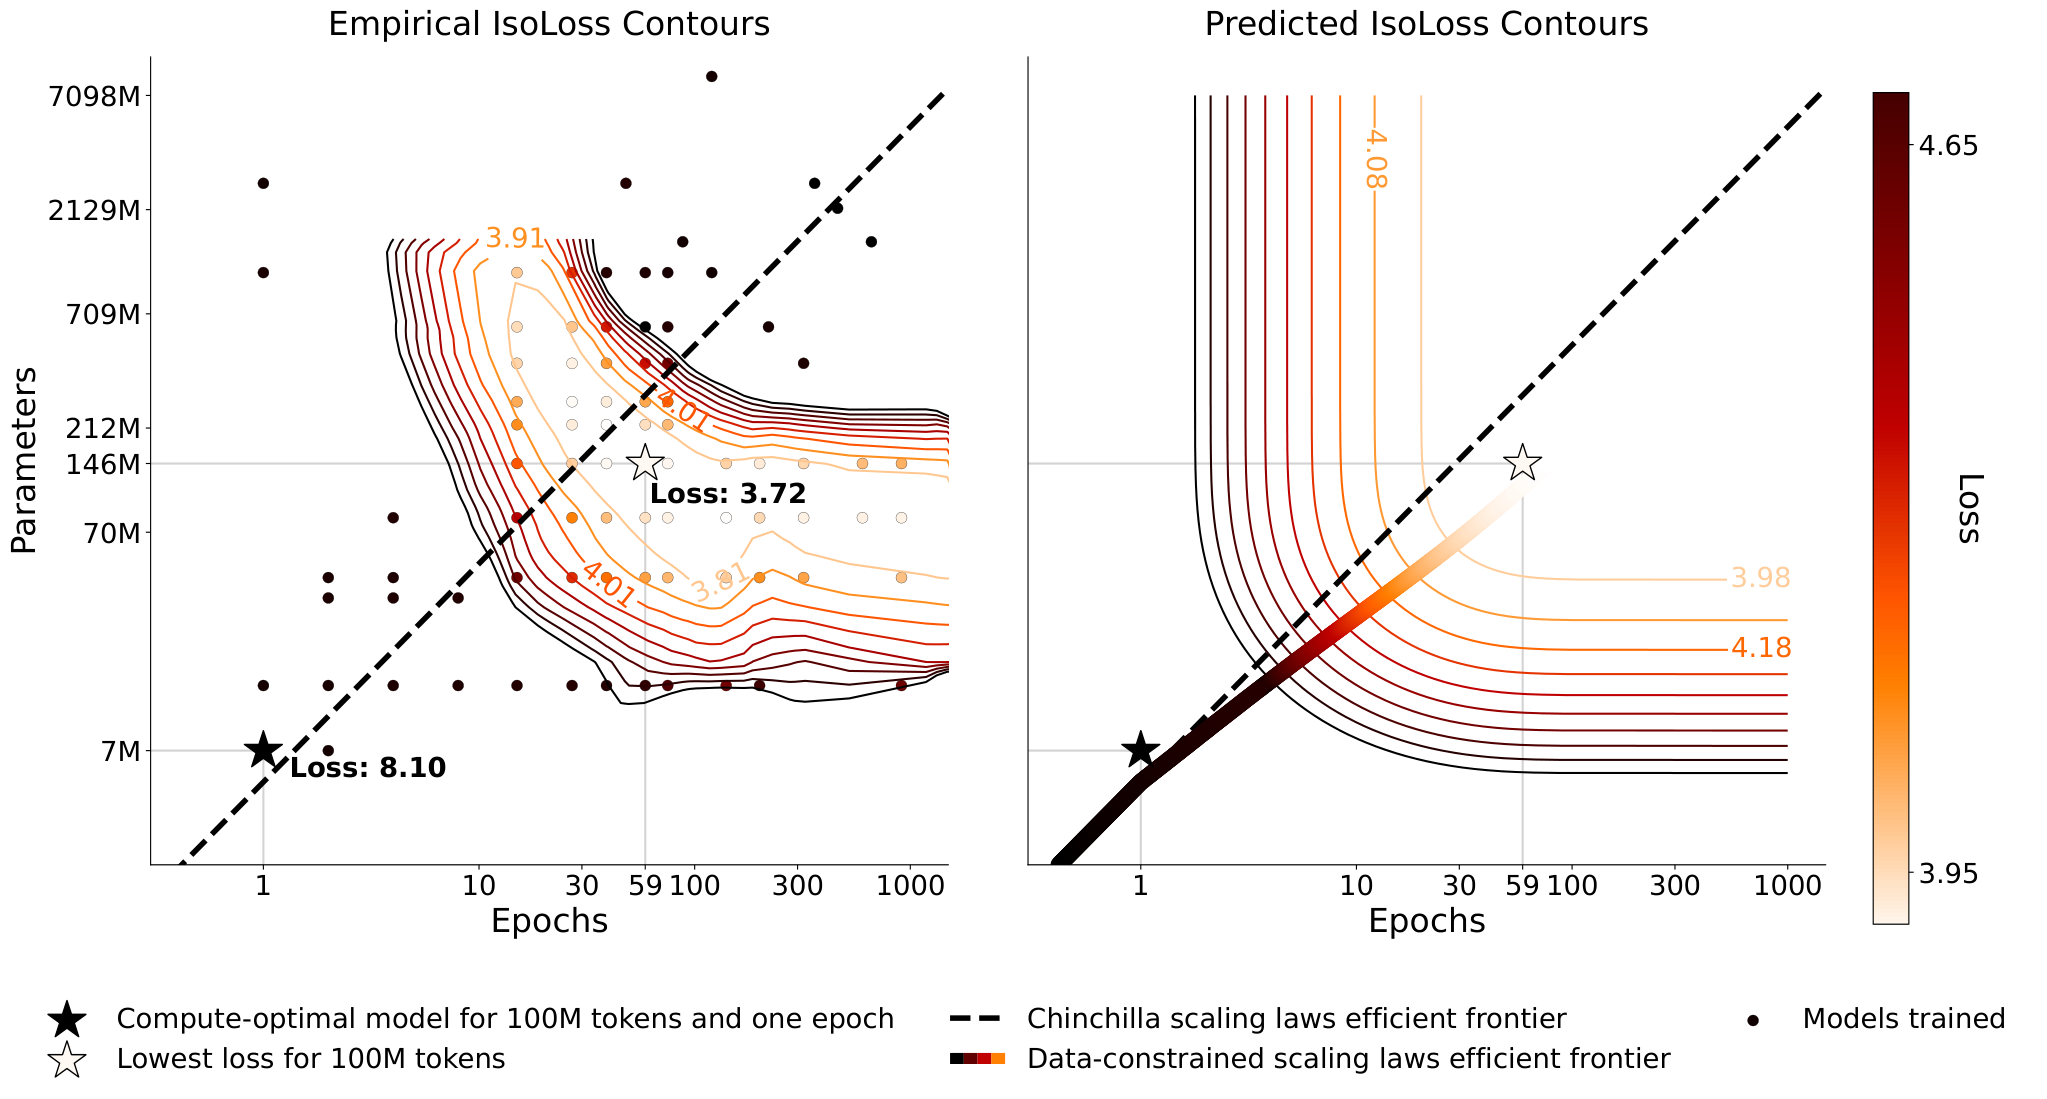 Empirical IsoLoss Contours
Predicted IsoLoss Contours
7098M
2129M
709M
212M
146M
70M
7M
Parameters
3.91
4.01
4.01
3.81
Loss: 3.72
Loss: 8.10
1 10 30 59 100 300 1000
Epochs
4.08
3.98
4.18
1 10 30 59 100 300 1000
Epochs
4.65
3.95
Loss
Compute-optimal model for 100M tokens and one epoch
Lowest loss for 100M tokens
Chinchilla scaling laws efficient frontier
Data-constrained scaling laws efficient frontier
Models trained